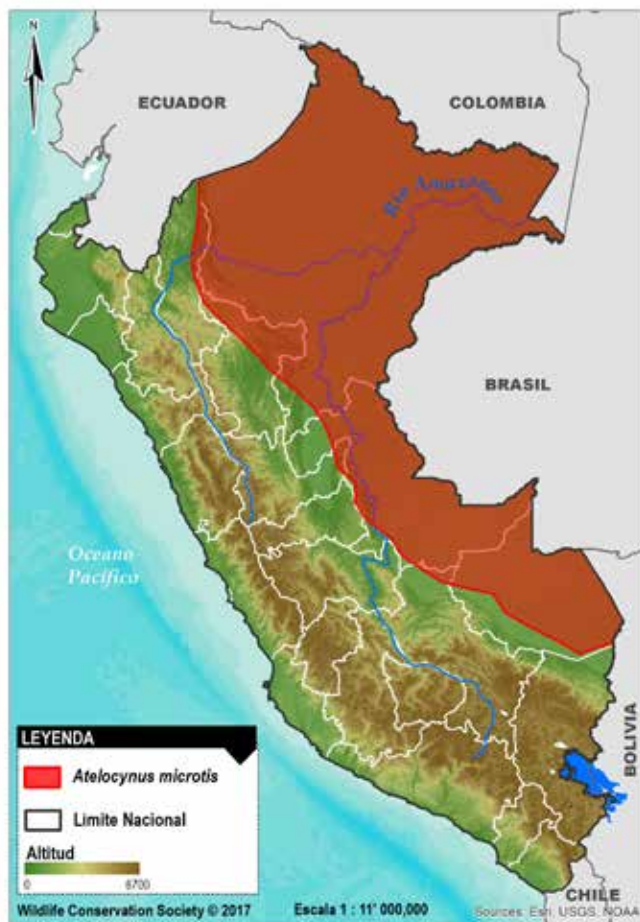 N
ECUADOR
COLOMBIA
Río Amazonas
BRASIL
Oceano
Pacífico
BOLIVIA
LEYENDA
Atelocynus microtis
Límite Nacional
Altitud
0
6700
CHILE
Wildlife Conservation Society © 2017
Escala 1 : 11' 000,000
Sources: Esri, USGS, NOAA